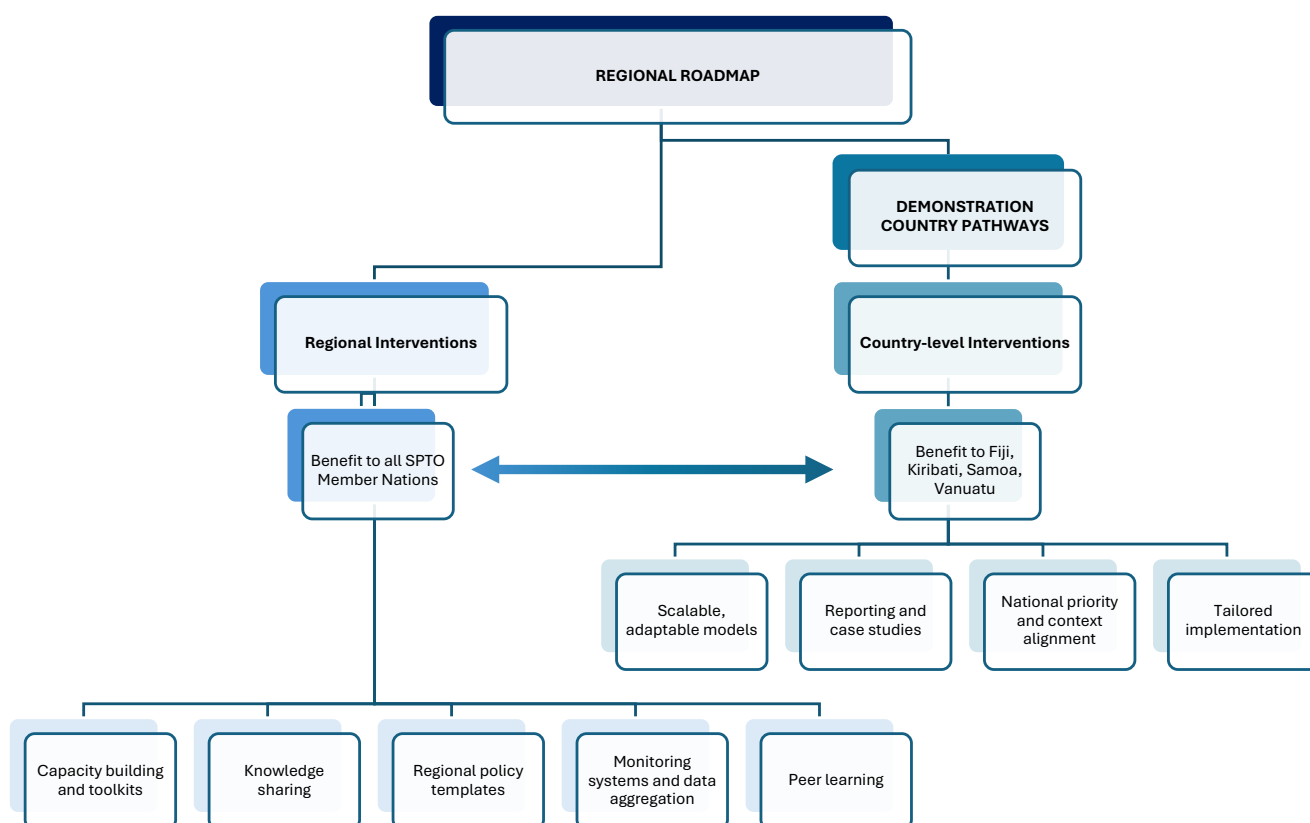 REGIONAL ROADMAP
DEMONSTRATION
COUNTRY PATHWAYS
Regional Interventions
Country-level Interventions
Benefit to all SPTO
Member Nations
Benefit to Fiji,
Kiribati, Samoa,
Vanuatu
Scalable,
adaptable models
Reporting and
case studies
National priority
and context
alignment
Tailored
implementation
Capacity building
and toolkits
Knowledge
sharing
Regional policy
templates
Monitoring
systems and data
aggregation
Peer learning